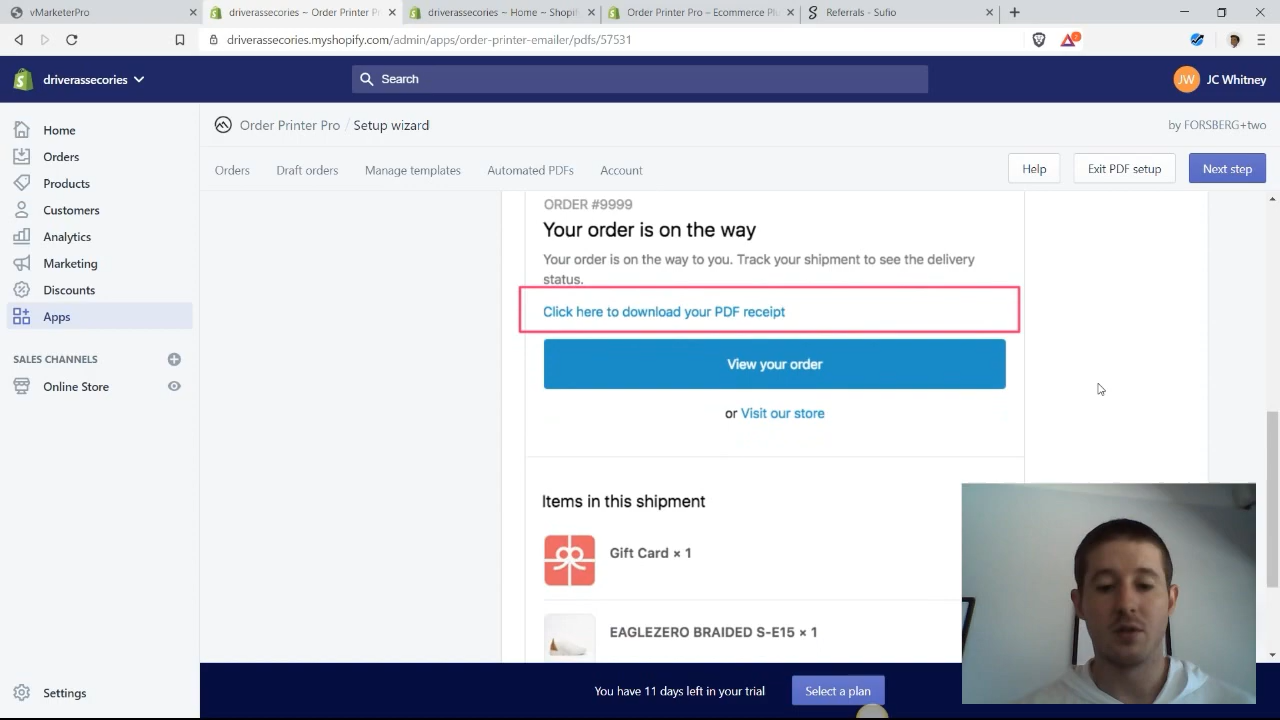 vMarketerPro
driverassecories ~ Order Printer P
driverassecories ~ Home ~ Shopif
Order Printer Pro – Ecommerce Plu
Referrals - Sufio
driverassecories.myshopify.com/admin/apps/order-printer-emailer/pdfs/57531
driverassecories
Search
JW
JC Whitney
Home
Orders
Products
Customers
Analytics
Marketing
Discounts
Apps
SALES CHANNELS
Online Store
Settings
Order Printer Pro / Setup wizard
by FORSBERG+two
Orders
Draft orders
Manage templates
Automated PDFs
Account
Help
Exit PDF setup
Next step
ORDER #9999
Your order is on the way
Your order is on the way to you. Track your shipment to see the delivery
status.
Click here to download your PDF receipt
View your order
or Visit our store
Items in this shipment
Gift Card × 1
EAGLEZERO BRAIDED S-E15 × 1
You have 11 days left in your trial
Select a plan